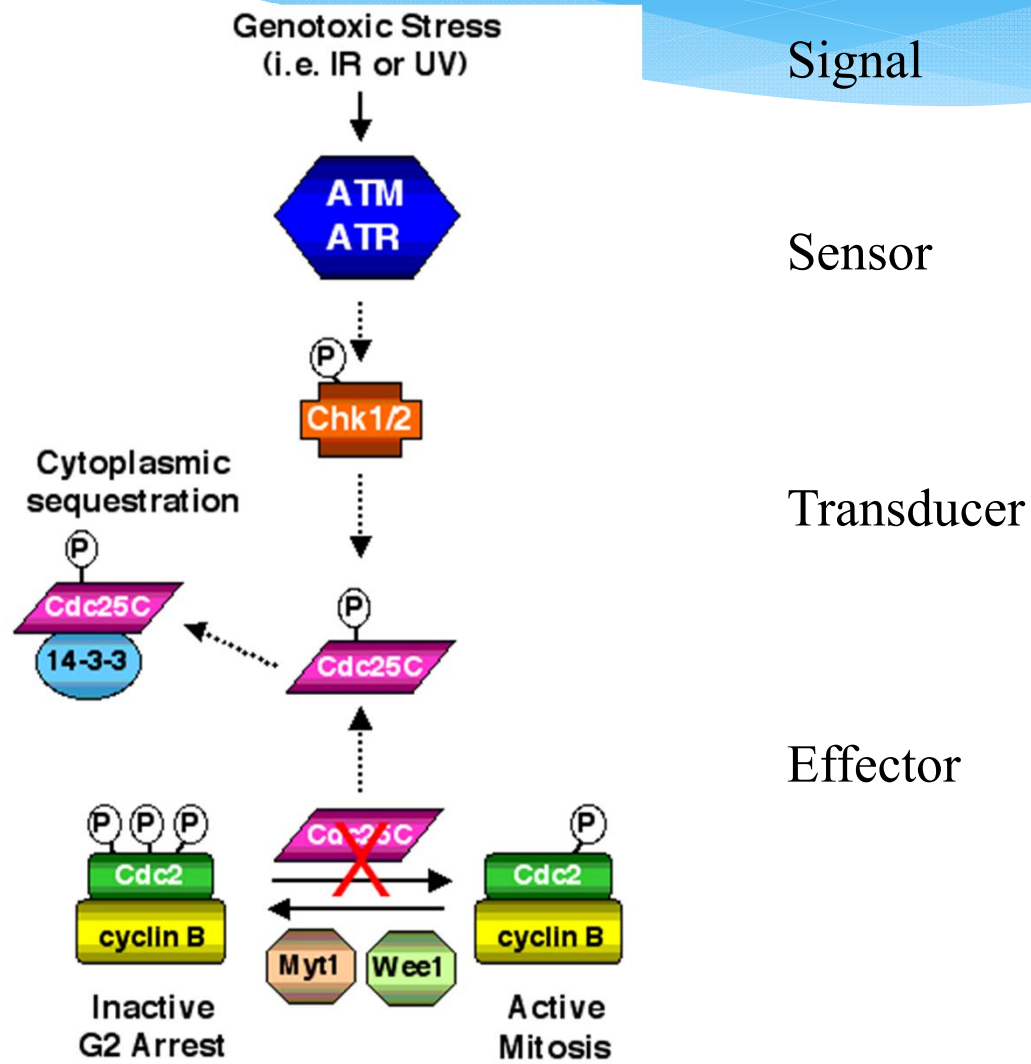 Genotoxic Stress
(i.e. IR or UV)
Signal
ATM
ATR
Sensor
P
Chk1/2
Cytoplasmic
sequestration
Transducer
P
Cdc25C
14-3-3
P
Cdc25C
Effector
P P P
Cdc2
cyclin B
Cdc25C
P
Cdc2
cyclin B
Myt1
Wee1
Inactive
G2 Arrest
Active
Mitosis